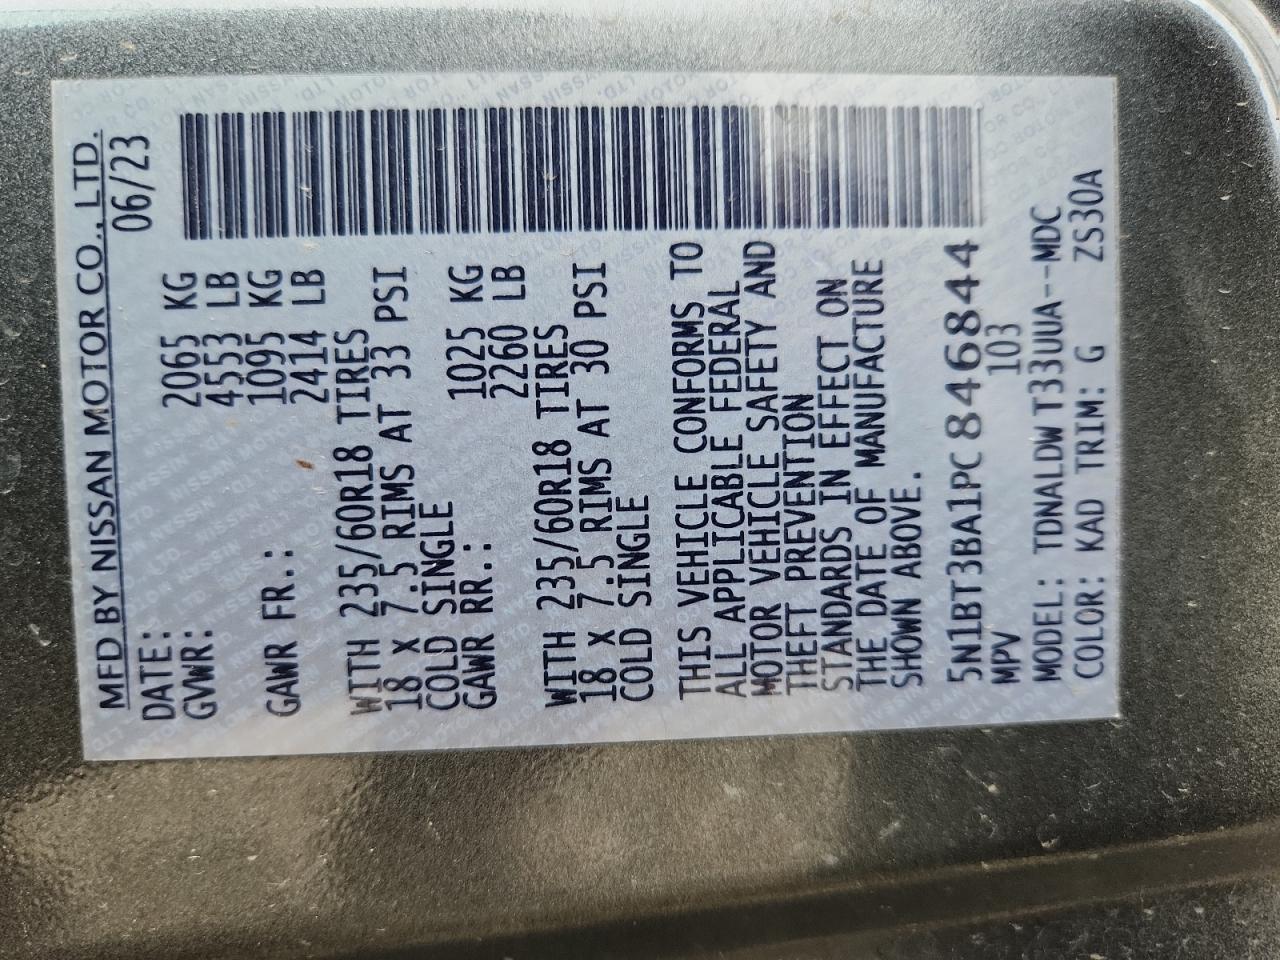 MFD BY NISSAN MOTOR CO., LTD.
DATE: 06/23
GVWR: 2065 KG
4553 LB
GAWR FR.: 1095 KG
2414 LB
WITH 235/60R18 TIRES
18 X 7.5 RIMS AT 33 PSI
COLD SINGLE
GAWR RR.: 1025 KG
2260 LB
WITH 235/60R18 TIRES
18 X 7.5 RIMS AT 30 PSI
COLD SINGLE
THIS VEHICLE CONFORMS TO
ALL APPLICABLE FEDERAL
MOTOR VEHICLE SAFETY AND
THEFT PREVENTION
STANDARDS IN EFFECT ON
THE DATE OF MANUFACTURE
SHOWN ABOVE.
5N1BT3BA1PC846844
MPV 103
MODEL: TDNALDW T33UUA--MDC
COLOR: KAD TRIM: G ZS30A